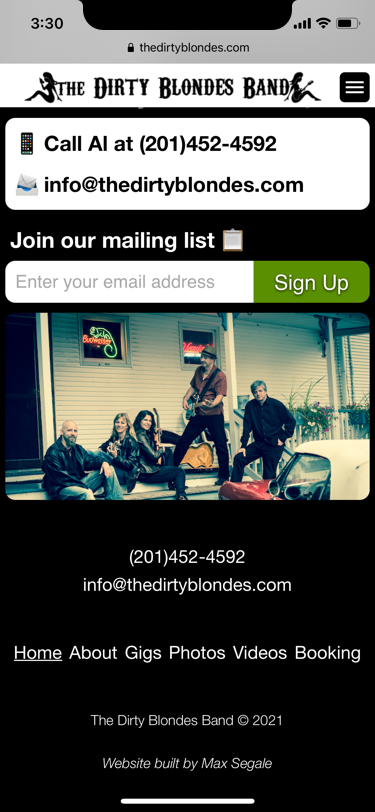 3:30
thedirtyblondes.com
THE DIRTY BLONDES BAND
Call Al at (201)452-4592
info@thedirtyblondes.com
Join our mailing list
Enter your email address
Sign Up
Budweiser
(201)452-4592
info@thedirtyblondes.com
Home About Gigs Photos Videos Booking
The Dirty Blondes Band © 2021
Website built by Max Segale